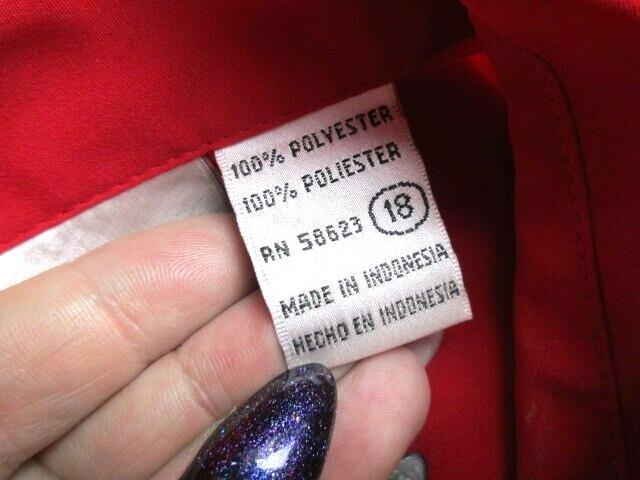 100% POLYESTER
100% POLIESTER
RN 58623 18
MADE IN INDONESIA
HECHO EN INDONESIA